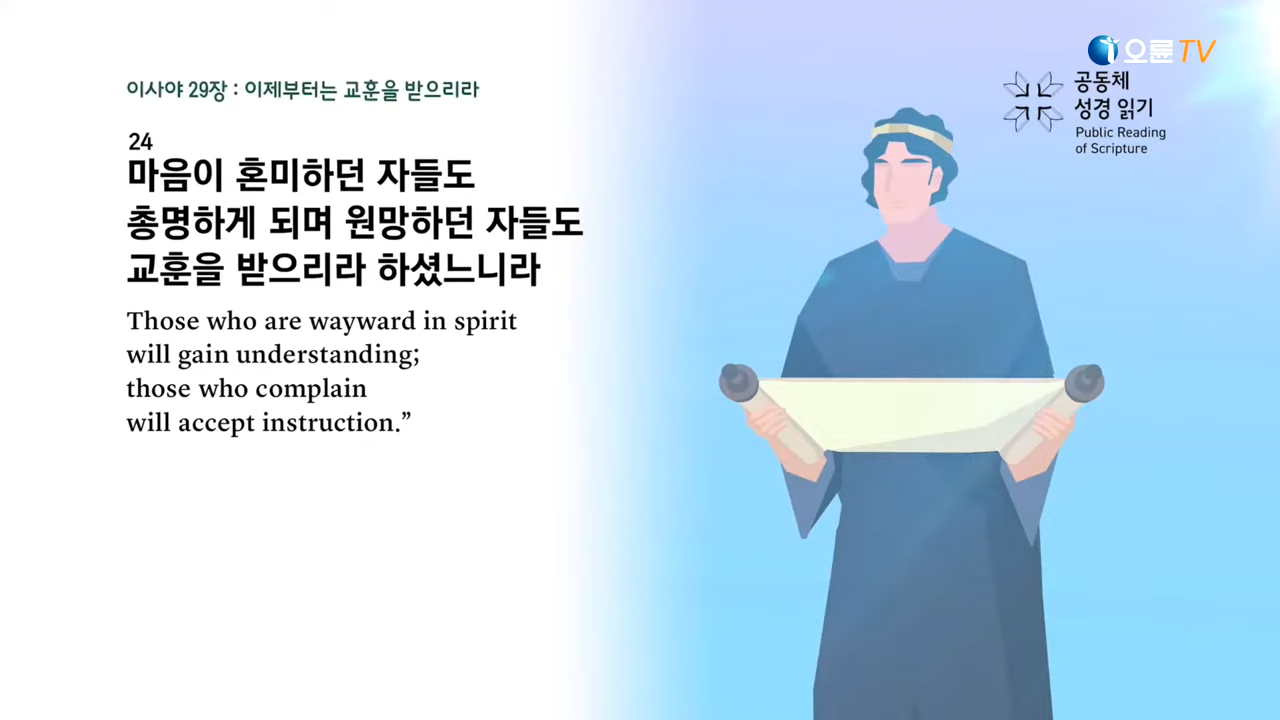 오륜TV
이사야 29장 : 이제부터는 교훈을 받으리라
공동체
성경 읽기
Public Reading
of Scripture
24
마음이 혼미하던 자들도
총명하게 되며 원망하던 자들도
교훈을 받으리라 하셨느니라
Those who are wayward in spirit
will gain understanding;
those who complain
will accept instruction.”